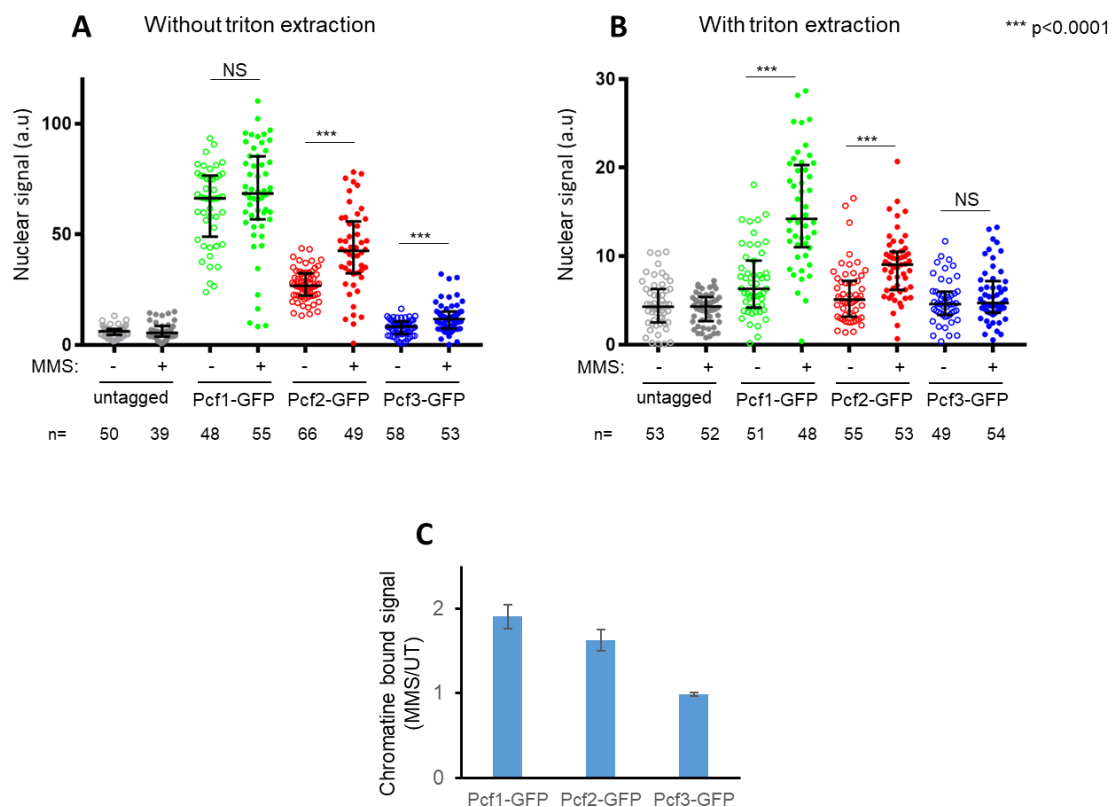 A Without triton extraction
Nuclear signal (a.u)
100
50
0
NS
***
***
MMS: - + - + - + - +
untagged Pcf1-GFP Pcf2-GFP Pcf3-GFP
n= 50 39 48 55 66 49 58 53
B With triton extraction
*** p<0.0001
Nuclear signal (a.u)
30
20
10
0
***
***
NS
MMS: - + - + - + - +
untagged Pcf1-GFP Pcf2-GFP Pcf3-GFP
n= 53 52 51 48 55 53 49 54
C
Chromatine bound signal
(MMS/UT)
2
1
0
Pcf1-GFP Pcf2-GFP Pcf3-GFP